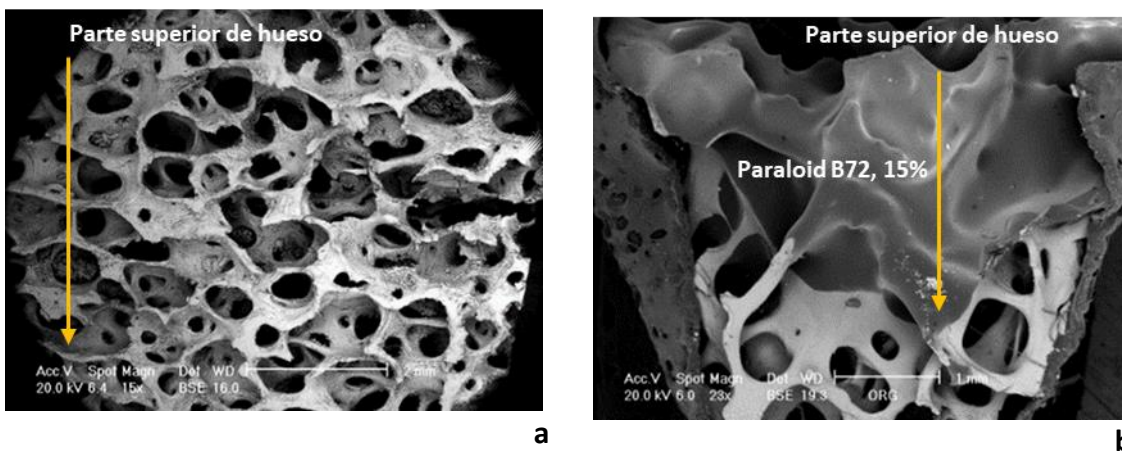 Parte superior de hueso
Acc.V Spot Magn Det WD 2 mm
20.0 kV 6.4 15x BSE 16.0
a
Parte superior de hueso
Paraloid B72, 15%
Acc.V Spot Magn Det WD 1 mm
20.0 kV 6.0 23x BSE 19.3 ORG
b